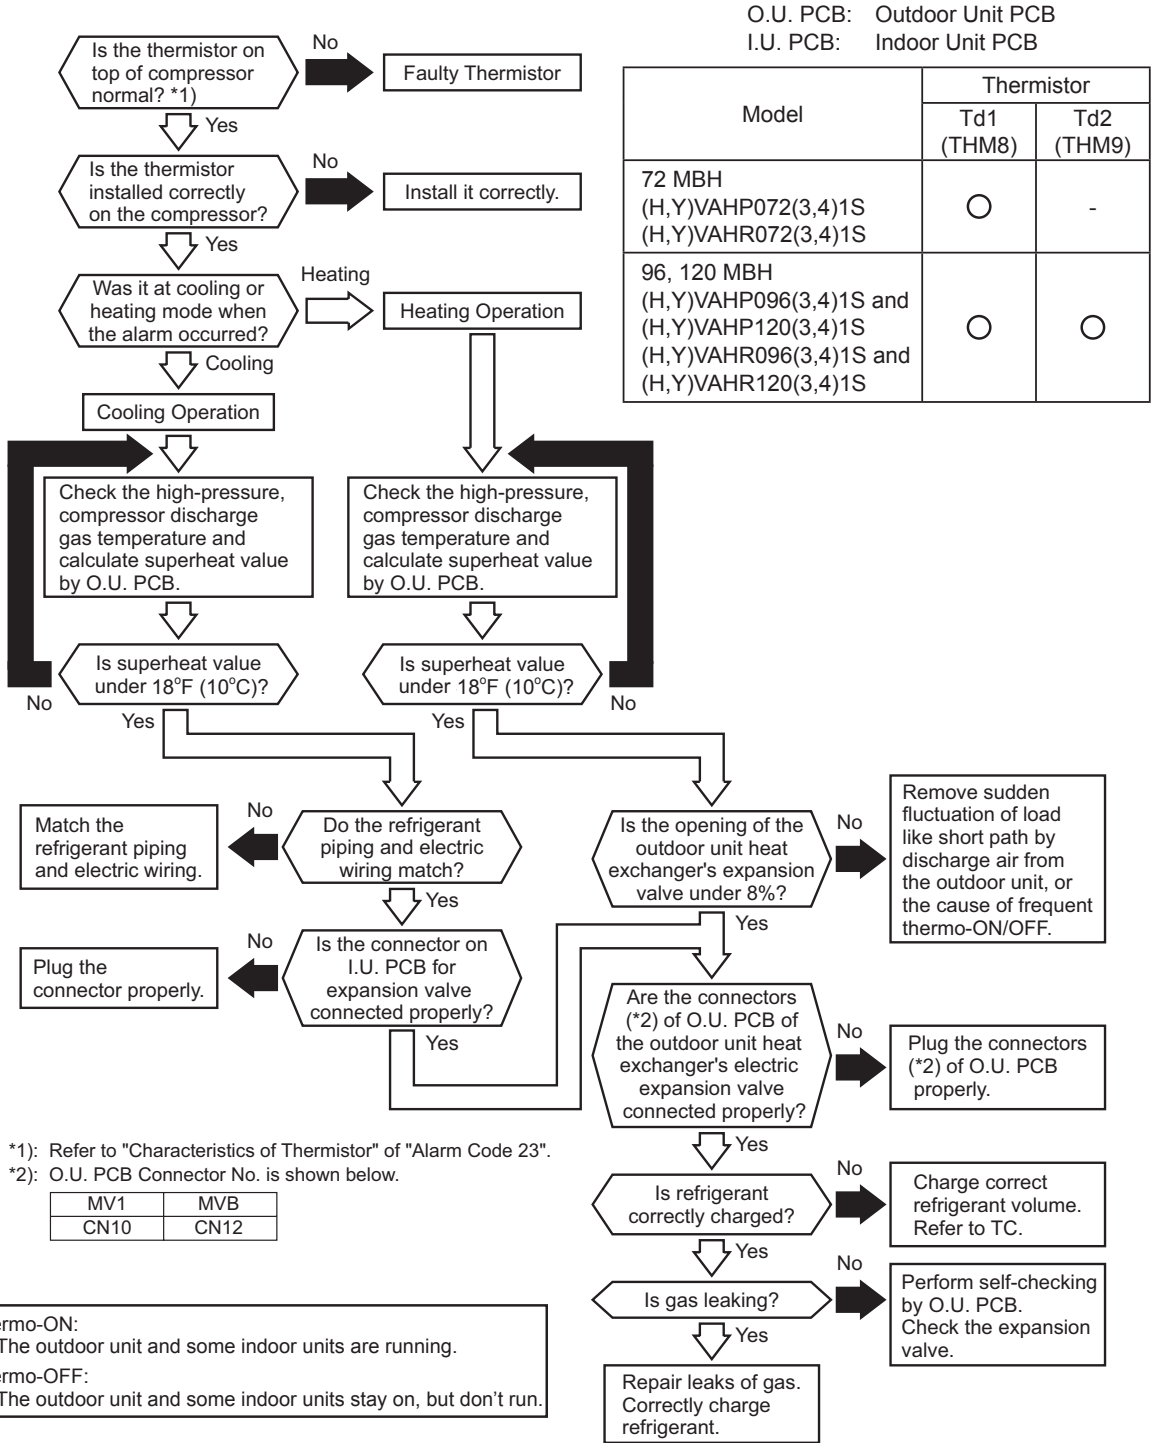 O.U. PCB: Outdoor Unit PCB
I.U. PCB: Indoor Unit PCB
Is the thermistor on
top of compressor
normal? *1)
No
Faulty Thermistor
Yes
Is the thermistor
installed correctly
on the compressor?
No
Install it correctly.
Yes
Was it at cooling or
heating mode when
the alarm occurred?
Heating
Heating Operation
Cooling
Cooling Operation
Model
Thermistor
Td1
(THM8)
Td2
(THM9)
72 MBH
(H,Y)VAHP072(3,4)1S
(H,Y)VAHR072(3,4)1S
○
-
96, 120 MBH
(H,Y)VAHP096(3,4)1S and
(H,Y)VAHP120(3,4)1S
(H,Y)VAHR096(3,4)1S and
(H,Y)VAHR120(3,4)1S
○
○
Check the high-pressure,
compressor discharge
gas temperature and
calculate superheat value
by O.U. PCB.
Check the high-pressure,
compressor discharge
gas temperature and
calculate superheat value
by O.U. PCB.
Is superheat value
under 18°F (10°C)?
No
Yes
Is superheat value
under 18°F (10°C)?
No
Yes
Match the
refrigerant piping
and electric wiring.
No
Do the refrigerant
piping and electric
wiring match?
Yes
Is the opening of the
outdoor unit heat
exchanger's expansion
valve under 8%?
No
Remove sudden
fluctuation of load
like short path by
discharge air from
the outdoor unit, or
the cause of frequent
thermo-ON/OFF.
Yes
Plug the
connector properly.
No
Is the connector on
I.U. PCB for
expansion valve
connected properly?
Yes
Are the connectors
(*2) of O.U. PCB of
the outdoor unit heat
exchanger's electric
expansion valve
connected properly?
No
Plug the connectors
(*2) of O.U. PCB
properly.
Yes
*1): Refer to "Characteristics of Thermistor" of "Alarm Code 23".
*2): O.U. PCB Connector No. is shown below.
MV1 MVB
CN10 CN12
Is refrigerant
correctly charged?
No
Charge correct
refrigerant volume.
Refer to TC.
Yes
Is gas leaking?
No
Perform self-checking
by O.U. PCB.
Check the expansion
valve.
Yes
Repair leaks of gas.
Correctly charge
refrigerant.
ermo-ON:
The outdoor unit and some indoor units are running.
ermo-OFF:
The outdoor unit and some indoor units stay on, but don't run.